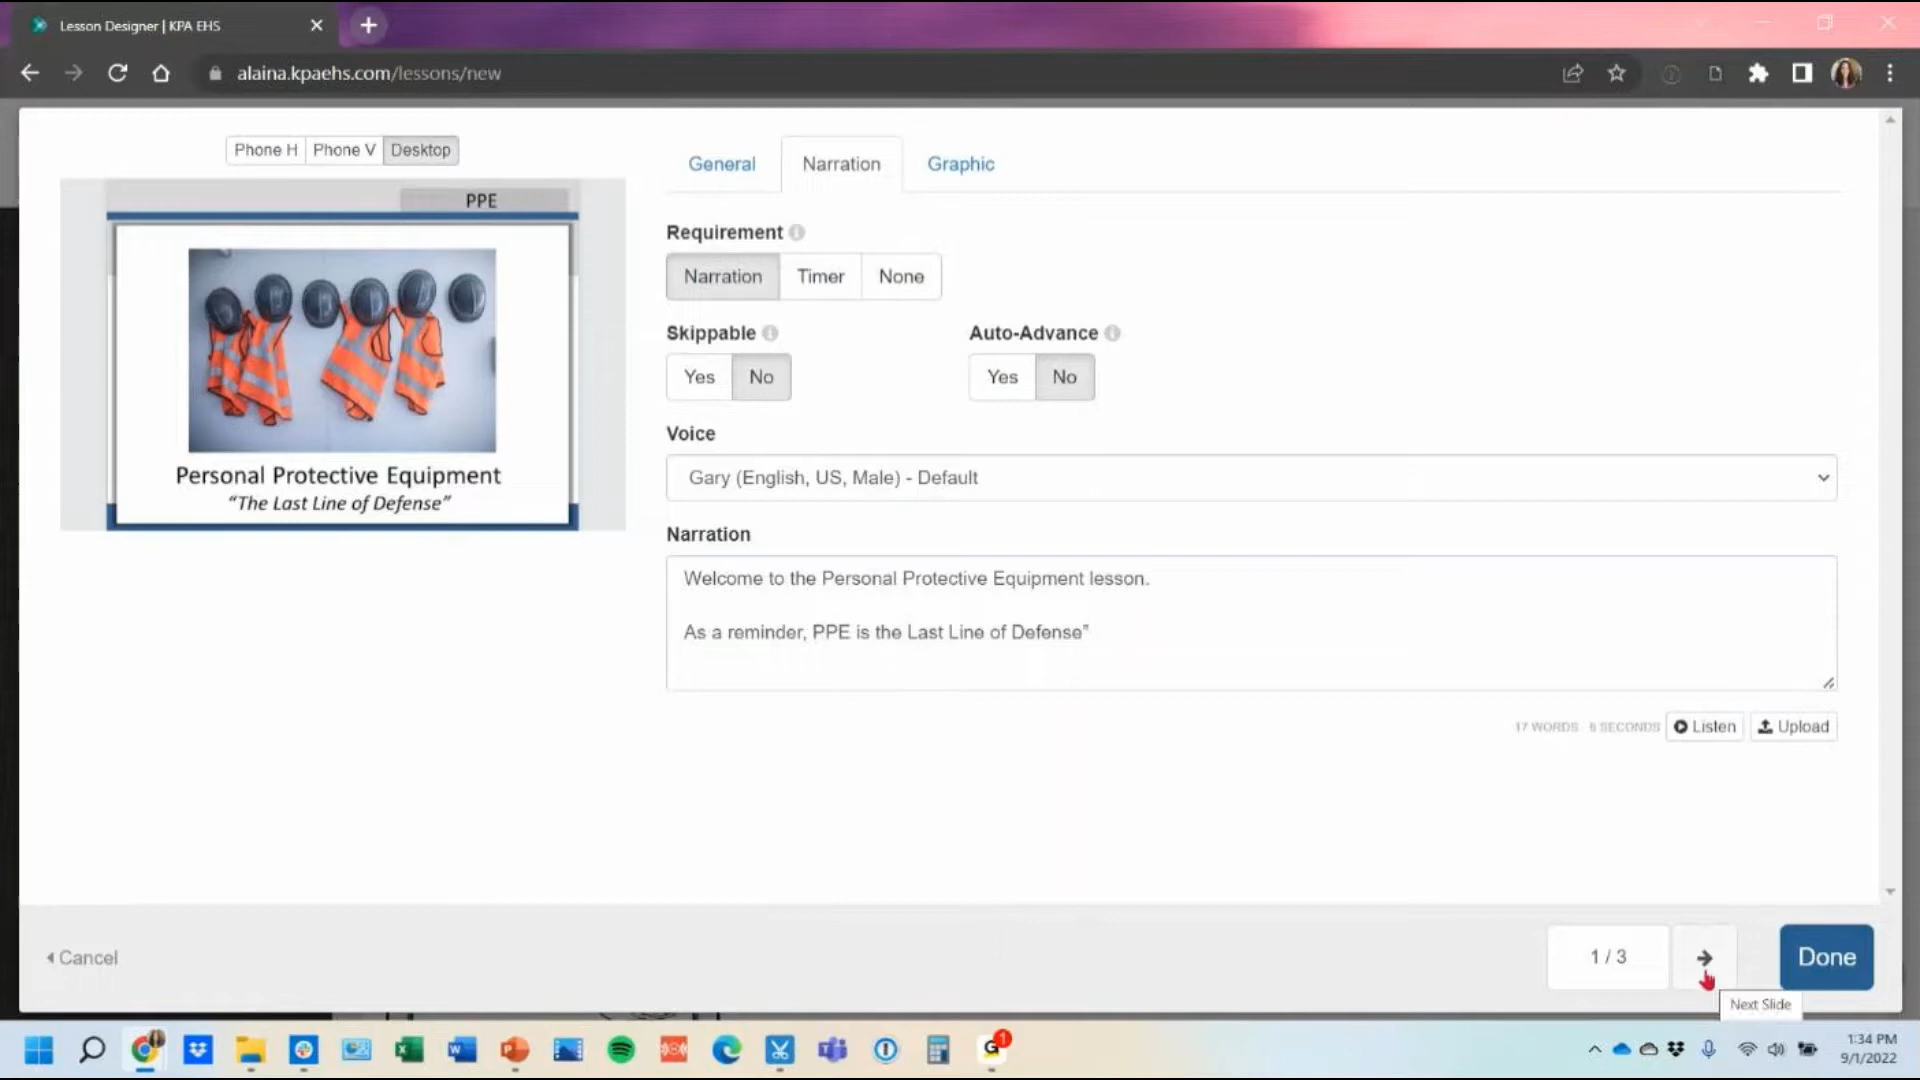 Lesson Designer | KPA EHS
alaina.kpaehs.com/lessons/new
Phone H Phone V Desktop
General Narration Graphic
PPE
Personal Protective Equipment
“The Last Line of Defense”
Requirement
Narration Timer None
Skippable Auto-Advance
Yes No Yes No
Voice
Gary (English, US, Male) - Default
Narration
Welcome to the Personal Protective Equipment lesson.
As a reminder, PPE is the Last Line of Defense”
17 WORDS 6 SECONDS Listen Upload
Cancel
1 / 3
Done
Next Slide
1
1:34 PM
9/1/2022